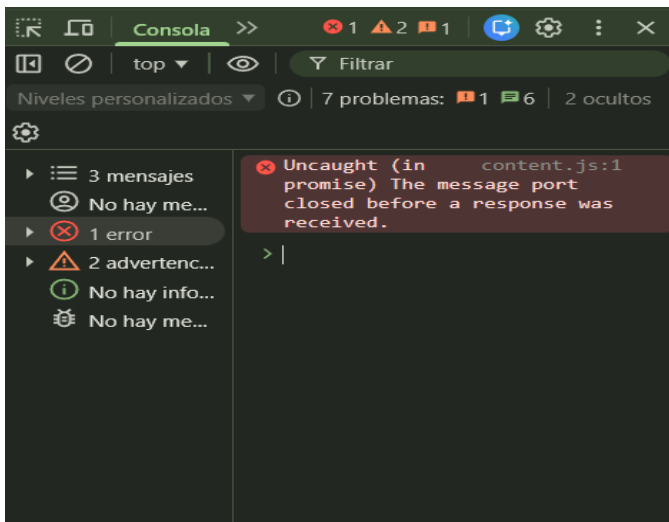 Consola
1 2 1
top
Filtrar
Niveles personalizados 7 problemas: 1 6 2 ocultos
3 mensajes
No hay me...
1 error
2 advertenc...
No hay info...
No hay me...
Uncaught (in content.js:1
promise) The message port
closed before a response was
received.